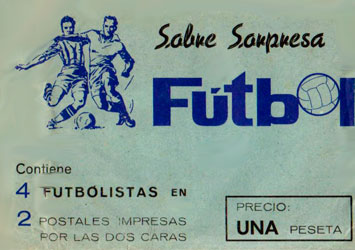 Sobre Sorpresa
Fútbol
Contiene
4 FUTBOLISTAS EN
2 POSTALES IMPRESAS
POR LAS DOS CARAS
PRECIO:
UNA PESETA